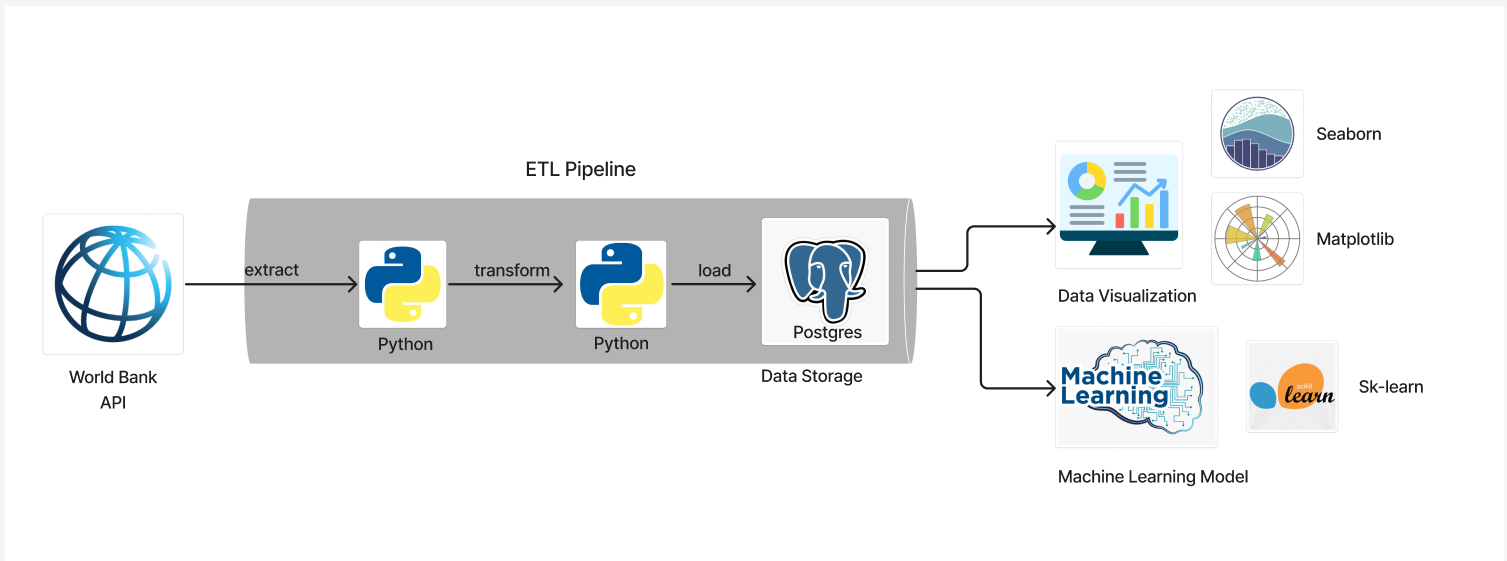 ETL Pipeline
World Bank
API
extract
Python
transform
Python
load
Postgres
Data Storage
Data Visualization
Seaborn
Matplotlib
Machine
Learning
Machine Learning Model
scikit
learn
Sk-learn